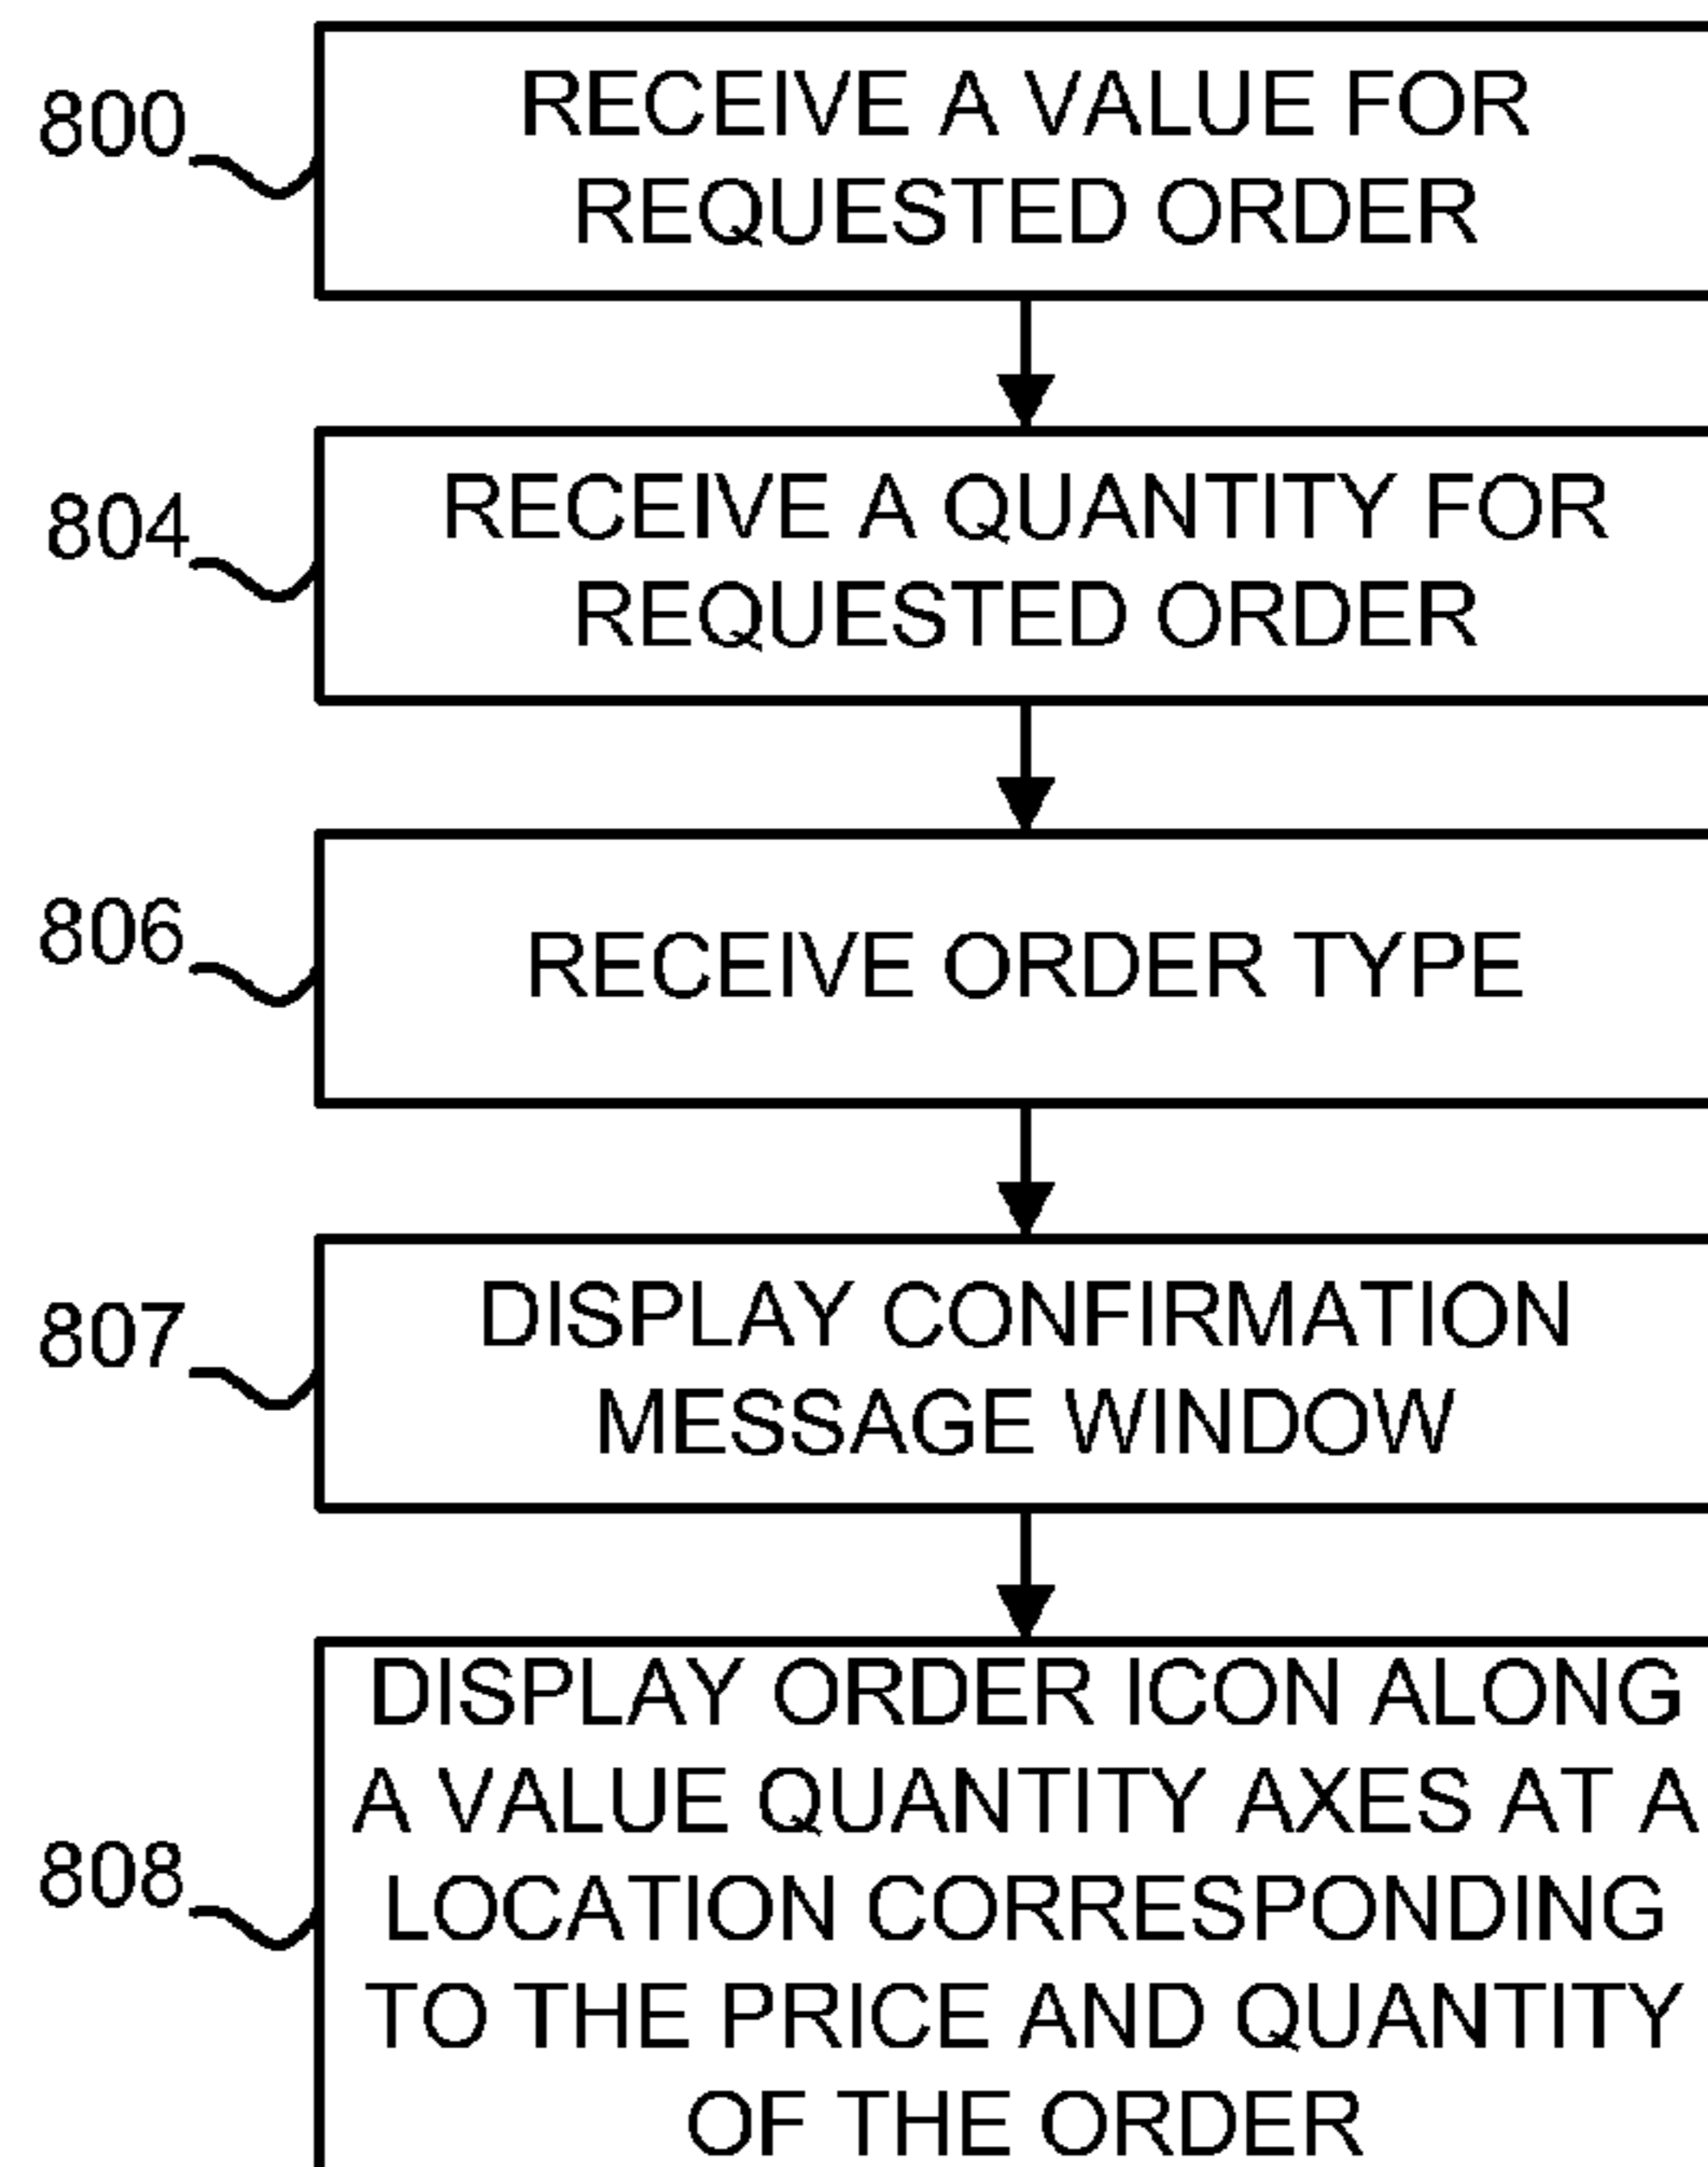 800
RECEIVE A VALUE FOR
REQUESTED ORDER
804
RECEIVE A QUANTITY FOR
REQUESTED ORDER
806
RECEIVE ORDER TYPE
807
DISPLAY CONFIRMATION
MESSAGE WINDOW
808
DISPLAY ORDER ICON ALONG
A VALUE QUANTITY AXES AT A
LOCATION CORRESPONDING
TO THE PRICE AND QUANTITY
OF THE ORDER